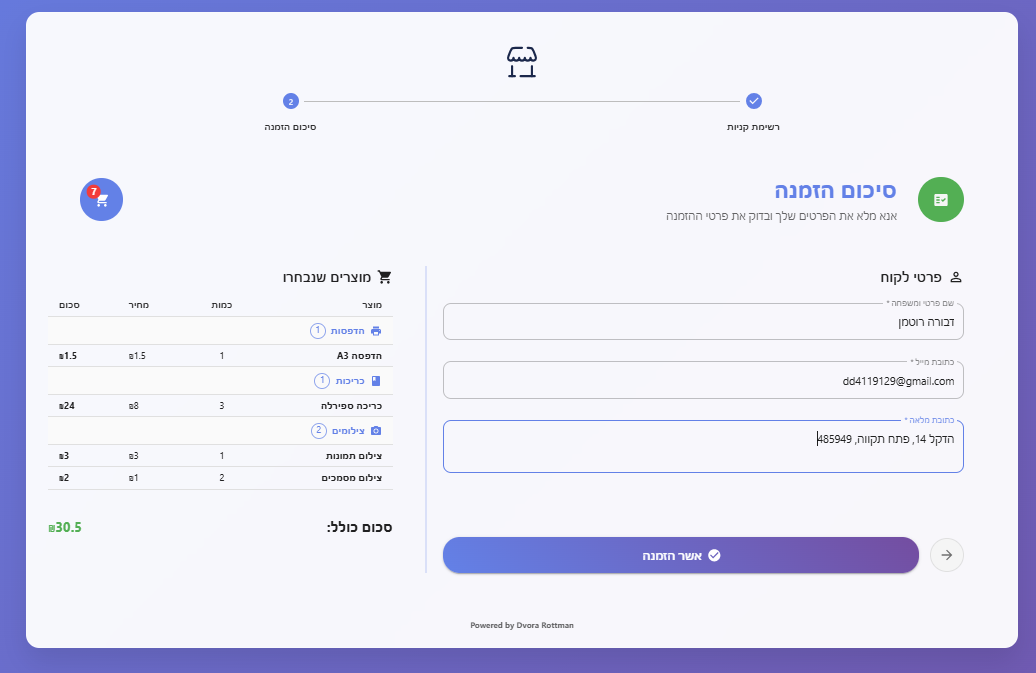 רשימת קניות
2
סיכום הזמנה
סיכום הזמנה
אנא מלא את הפרטים שלך ובדוק את פרטי ההזמנה
7
פרטי לקוח
שם פרטי ומשפחה *
דבורה רוטמן
כתובת מייל *
dd4119129@gmail.com
כתובת מלאה *
הדקל 14, פתח תקווה, 485949
אשר הזמנה
מוצרים שנבחרו
מוצר כמות מחיר סכום
הדפסות 1
הדפסה A3 1 ₪1.5 ₪1.5
כריכות 1
כריכה ספירלה 3 ₪8 ₪24
צילומים 2
צילום תמונות 1 ₪3 ₪3
צילום מסמכים 2 ₪1 ₪2
סכום כולל: ₪30.5
Powered by Dvora Rottman